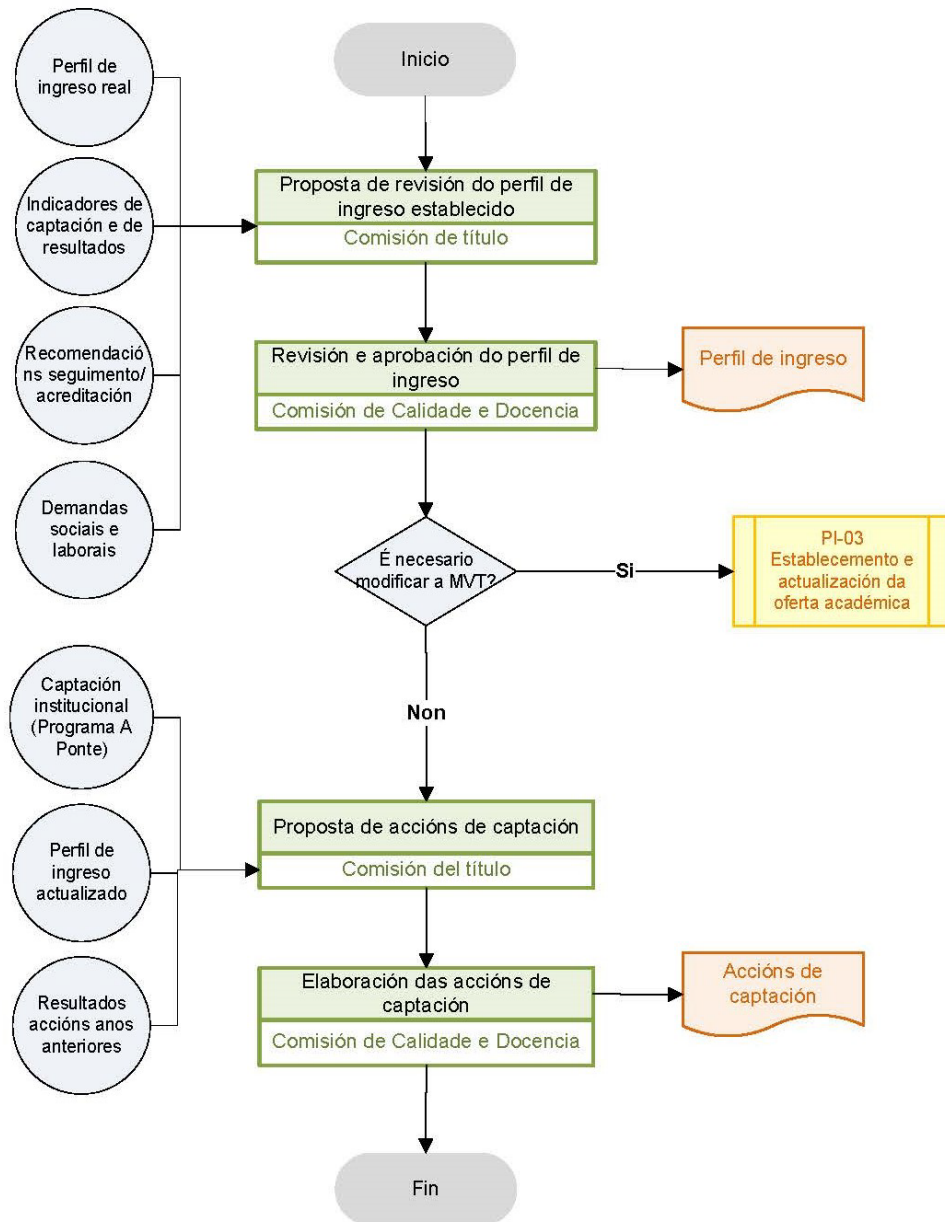 Perfil de
ingreso real
Inicio
Proposta de revisión do perfil de
ingreso establecido
Comisión de título
Indicadores de
captación e de
resultados
Recomendació
ns seguimento/
acreditación
Revisión e aprobación do perfil de
ingreso
Comisión de Calidade e Docencia
Perfil de ingreso
Demandas
sociais e
laborais
É necesario
modificar a MVT?
Si
PI-03
Establecemento e
actualización da
oferta académica
Non
Captación
institucional
(Programa A
Ponte)
Proposta de accións de captación
Comisión del título
Perfil de
ingreso
actualizado
Elaboración das accións de
captación
Comisión de Calidade e Docencia
Accións de
captación
Resultados
accións anos
anteriores
Fin